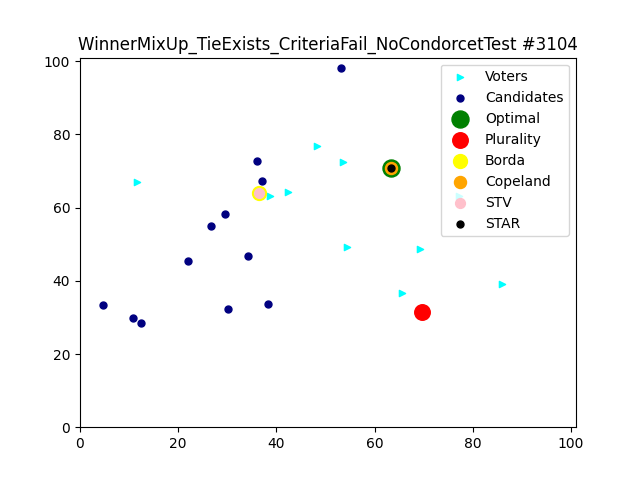 WinnerMixUp_TieExists_CriteriaFail_NoCondorcetTest #3104
100
80
60
40
20
0
0 20 40 60 80 100
Voters
Candidates
Optimal
Plurality
Borda
Copeland
STV
STAR